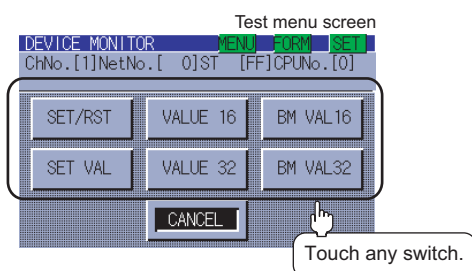 Test menu screen
DEVICE MONITOR MENU FORM SET
ChNo.[1]NetNo.[ 0]ST [FF]CPUNo.[0]
SET/RST VALUE 16 BM VAL16
SET VAL VALUE 32 BM VAL32
CANCEL
Touch any switch.